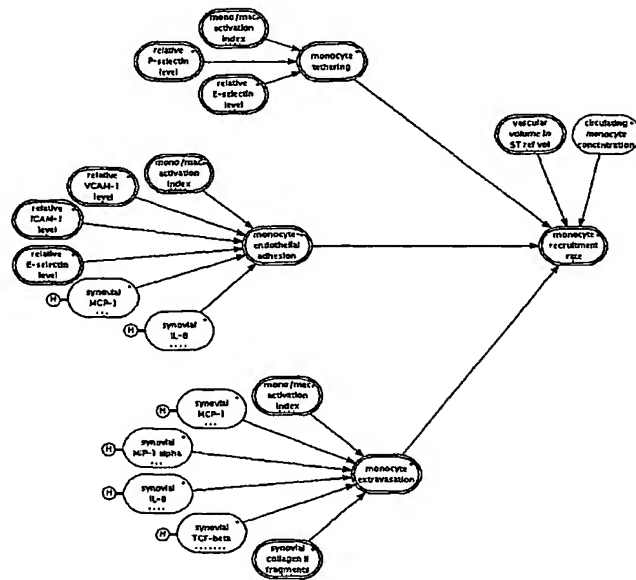 mono/mac
activation
index
relative
P-selectin
level
monocyte
tethering
relative
E-selectin
level
vascular
volume in
ST ref vol
circulating
monocyte
concentration
mono/mac
activation
index
relative
VCAM-1
level
relative
ICAM-1
level
monocyte
endothelial
adhesion
monocyte
recruitment
rate
relative
E-selectin
level
H
synovial
MCP-1
H
synovial
IL-8
mono/mac
activation
index
H
synovial
MCP-1
H
synovial
MIP-1 alpha
monocyte
extravasation
H
synovial
IL-8
H
synovial
TGF-beta
synovial
collagen II
fragments